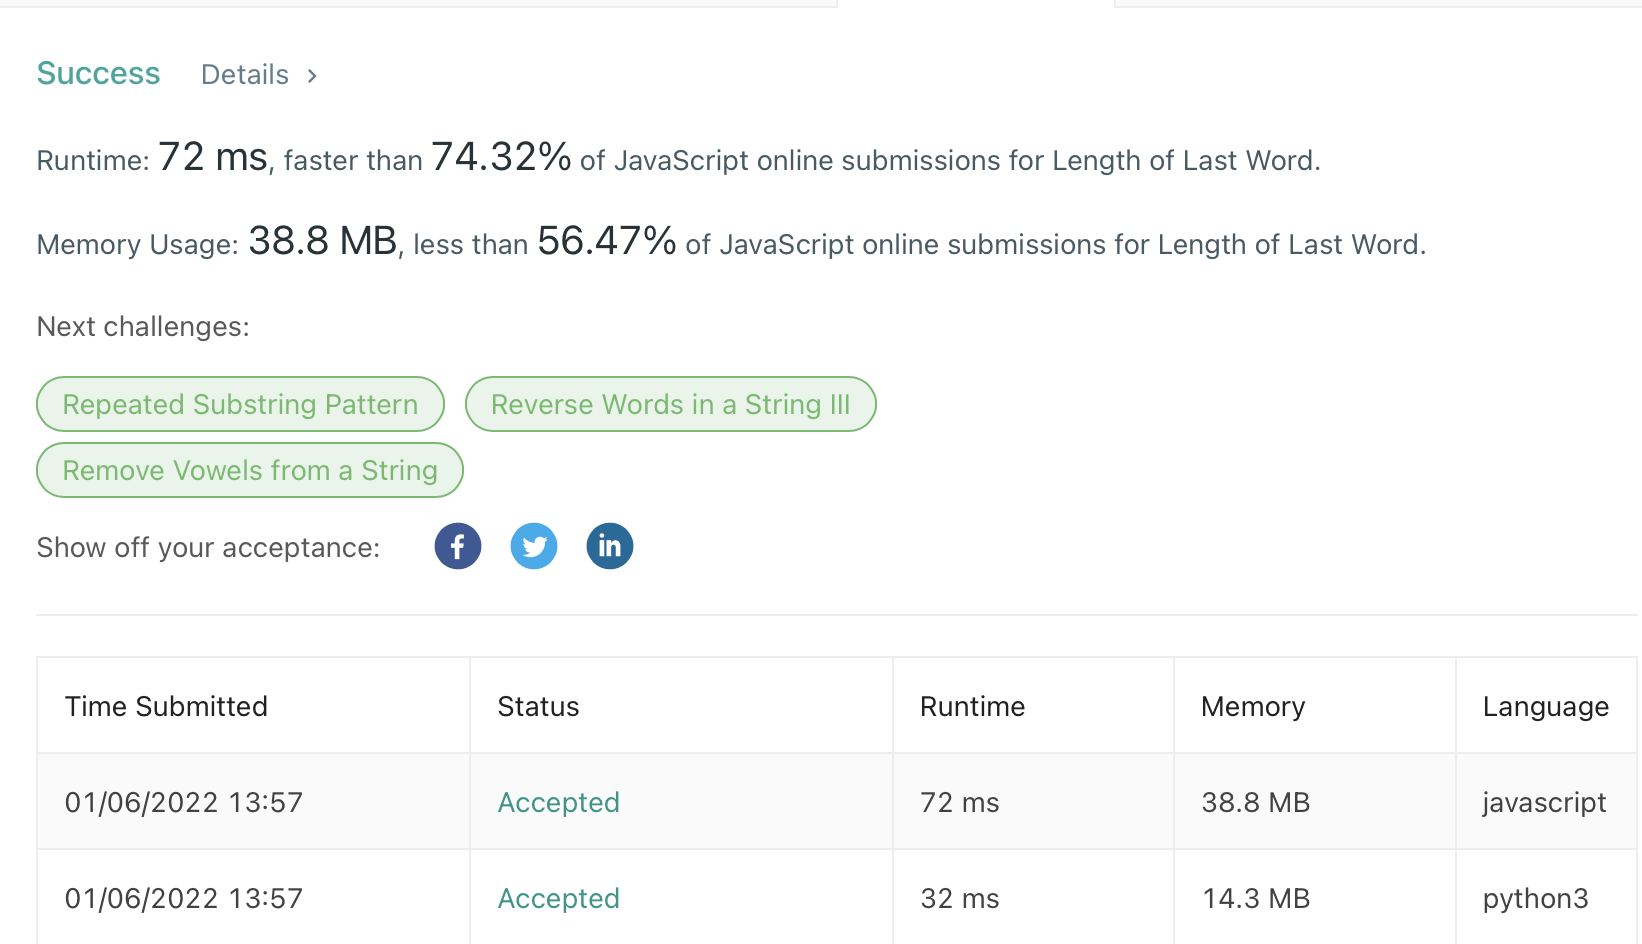 Success Details >
Runtime: 72 ms, faster than 74.32% of JavaScript online submissions for Length of Last Word.
Memory Usage: 38.8 MB, less than 56.47% of JavaScript online submissions for Length of Last Word.
Next challenges:
Repeated Substring Pattern Reverse Words in a String III
Remove Vowels from a String
Show off your acceptance: f in
Time Submitted Status Runtime Memory Language
01/06/2022 13:57 Accepted 72 ms 38.8 MB javascript
01/06/2022 13:57 Accepted 32 ms 14.3 MB python3